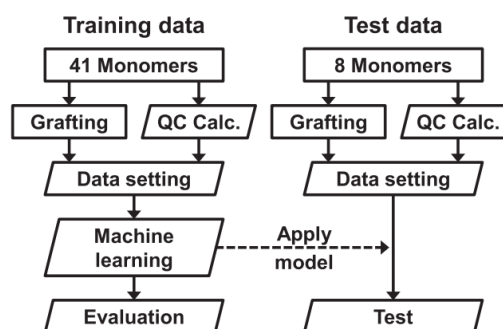 Training data
Test data
41 Monomers
8 Monomers
Grafting
QC Calc.
Grafting
QC Calc.
Data setting
Data setting
Machine
learning
Apply
model
Evaluation
Test